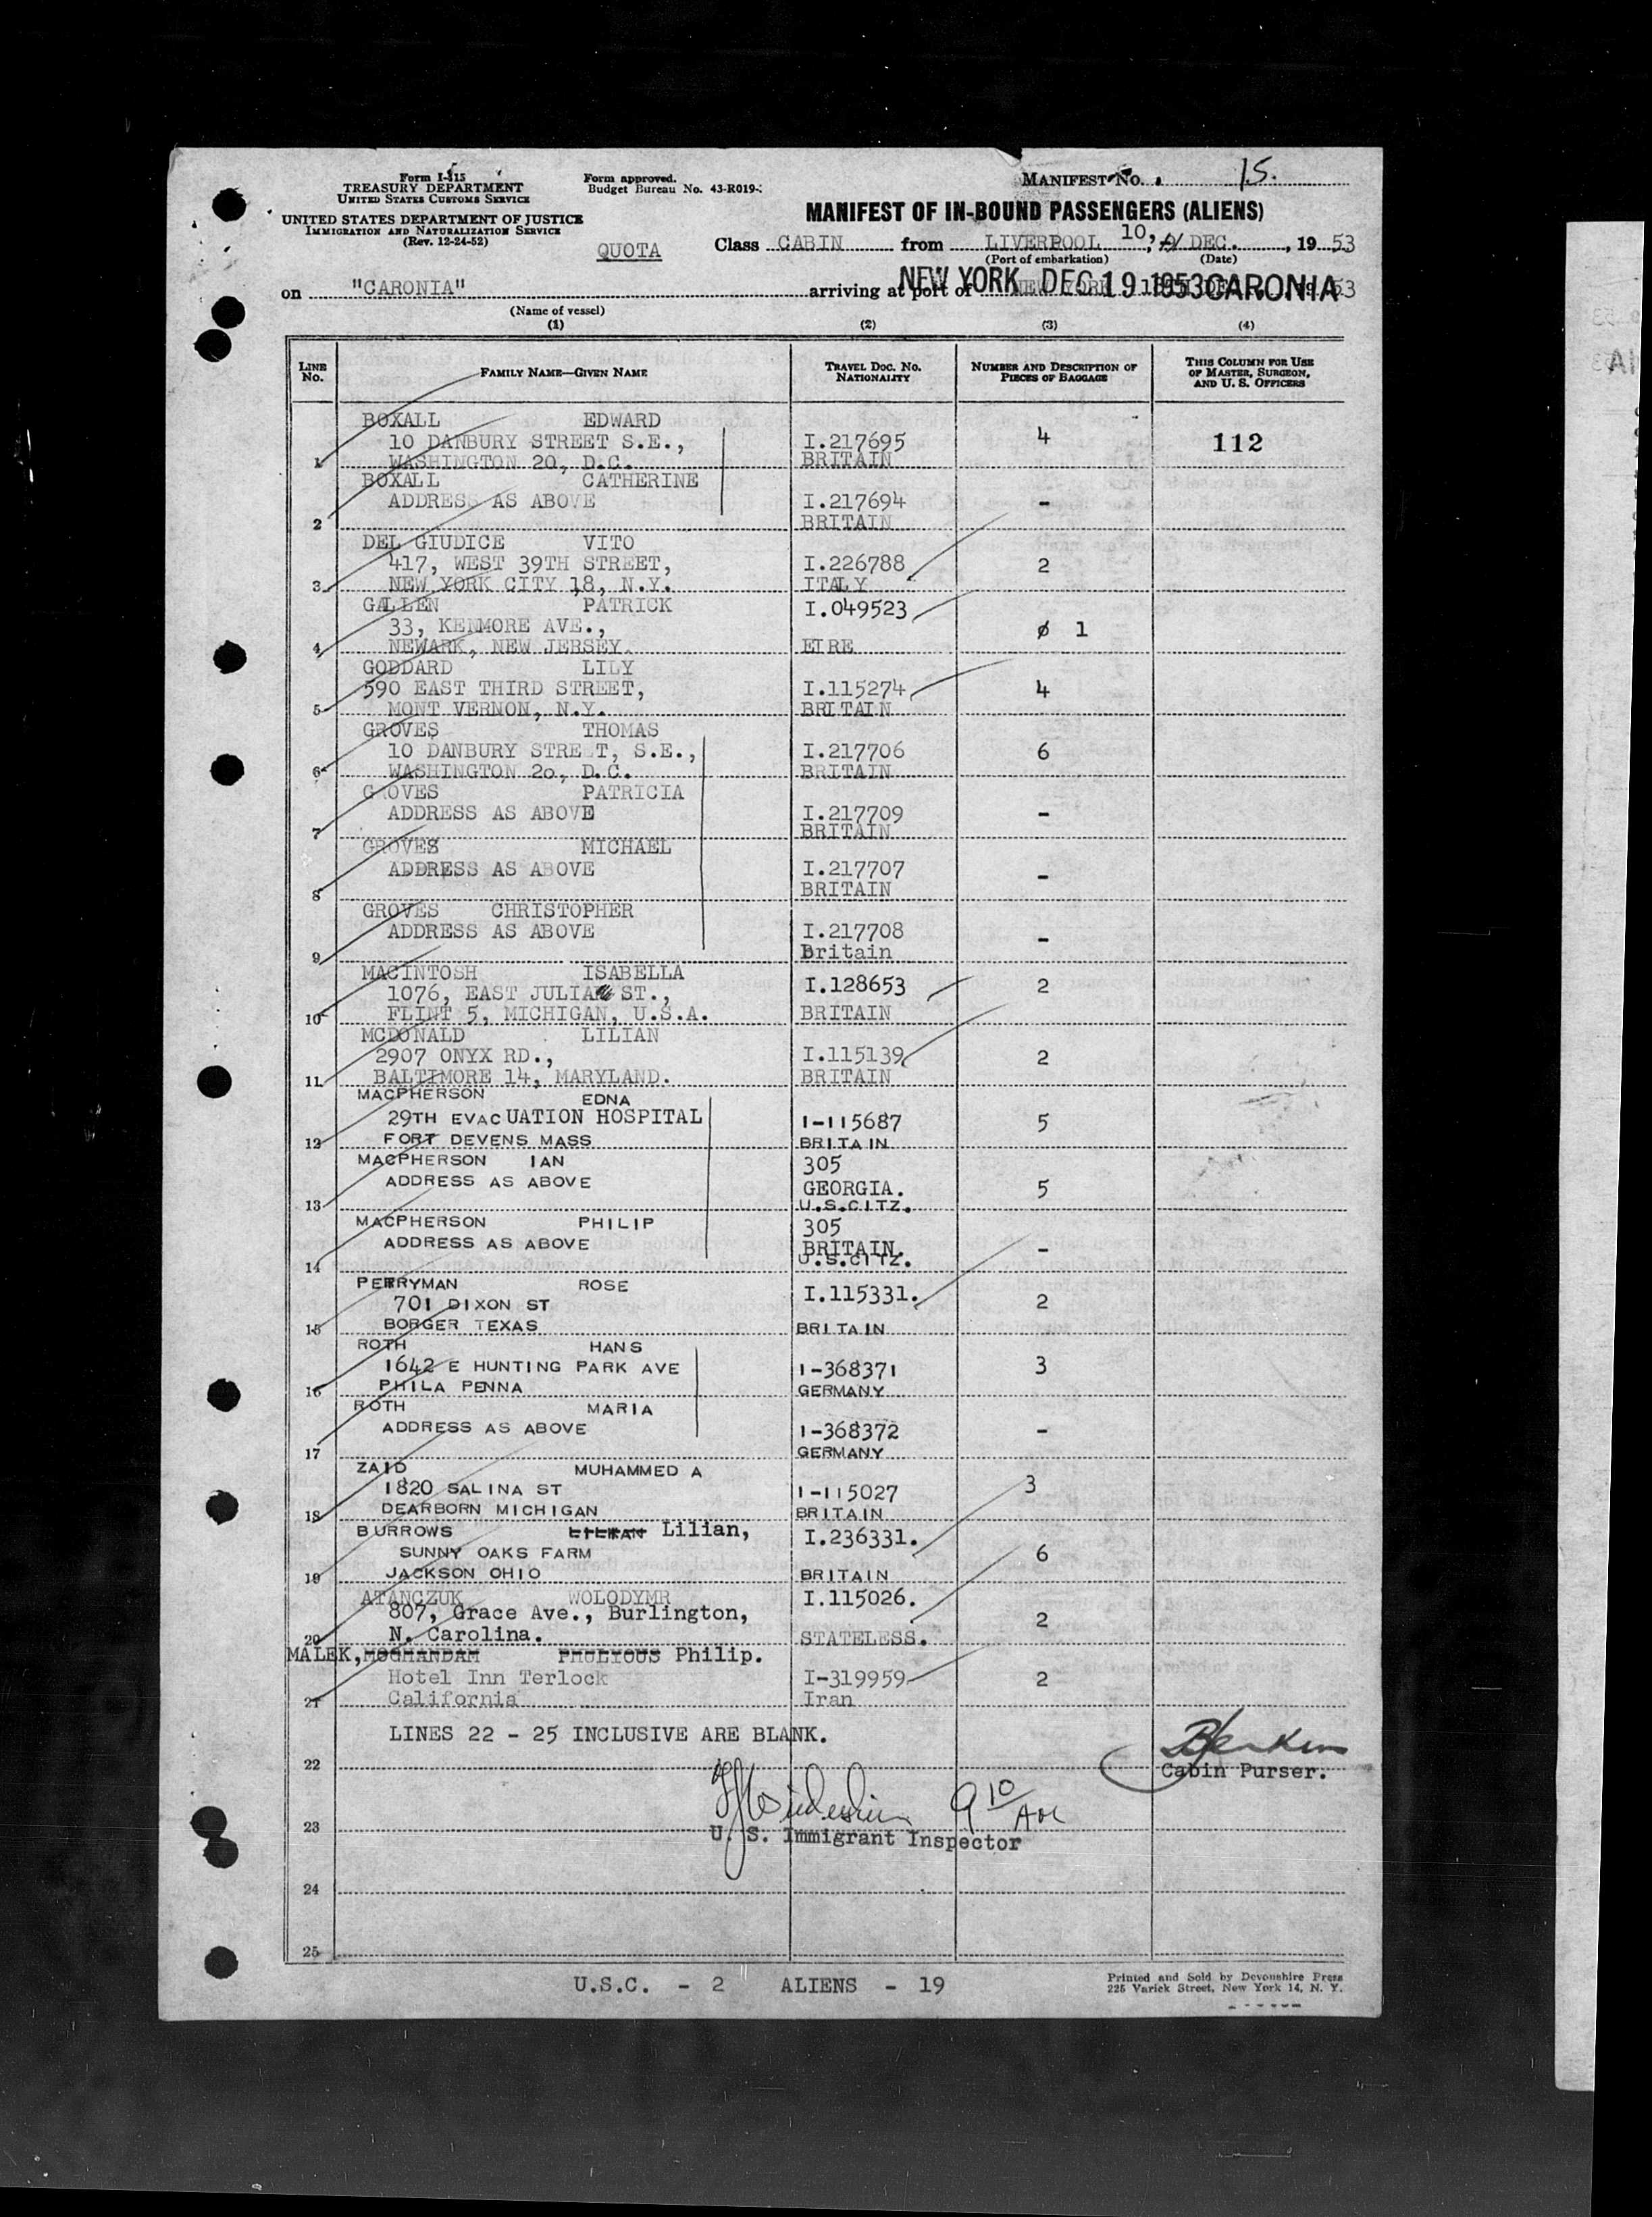 Form I-415
TREASURY DEPARTMENT
UNITED STATES CUSTOMS SERVICE
UNITED STATES DEPARTMENT OF JUSTICE
IMMIGRATION AND NATURALIZATION SERVICE
(Rev. 12-24-52)
Form approved.
Budget Bureau No. 43-R019-
MANIFEST NO. 15.
MANIFEST OF IN-BOUND PASSENGERS (ALIENS)
QUOTA
Class CABIN from LIVERPOOL 10, DEC., 19 53
(Port of embarkation) (Date)
on "CARONIA" arriving at port of NEW YORK DEC 19 1953 CARONIA 53
(Name of vessel)
(1) (2) (3) (4)
LINE No. FAMILY NAME—GIVEN NAME TRAVEL DOC. NO. NATIONALITY NUMBER AND DESCRIPTION OF PIECES OF BAGGAGE THIS COLUMN FOR USE OF MASTER, SURGEON, AND U. S. OFFICERS
BOXALL EDWARD
10 DANBURY STREET S.E., I.217695 4 112
1 WASHINGTON 20, D.C. BRITAIN
BOXALL CATHERINE
ADDRESS AS ABOVE I.217694 -
2 BRITAIN
DEL GIUDICE VITO
417, WEST 39TH STREET, I.226788 2
3 NEW YORK CITY 18, N.Y. ITALY
GALLEN PATRICK I.049523
33, KENMORE AVE., 1
4 NEWARK, NEW JERSEY. EIRE
GODDARD LILY
590 EAST THIRD STREET, I.115274 4
5 MONT VERNON, N.Y. BRITAIN
GROVES THOMAS
10 DANBURY STREET, S.E., I.217706 6
6 WASHINGTON 20, D.C. BRITAIN
GROVES PATRICIA
ADDRESS AS ABOVE I.217709 -
7 BRITAIN
GROVES MICHAEL
ADDRESS AS ABOVE I.217707 -
8 BRITAIN
GROVES CHRISTOPHER
ADDRESS AS ABOVE I.217708 -
9 Britain
MACINTOSH ISABELLA
1076, EAST JULIA ST., I.128653 2
10 FLINT 5, MICHIGAN, U.S.A. BRITAIN
MCDONALD LILIAN
2907 ONYX RD., I.115139 2
11 BALTIMORE 14, MARYLAND. BRITAIN
MACPHERSON EDNA
29TH EVACUATION HOSPITAL I-115687 5
12 FORT DEVENS MASS BRITAIN
MACPHERSON IAN 305
ADDRESS AS ABOVE GEORGIA. 5
13 U.S.CITZ.
MACPHERSON PHILIP 305
ADDRESS AS ABOVE BRITAIN. -
14 U.S.CITZ.
PERRYMAN ROSE I.115331.
701 DIXON ST 2
15 BORGER TEXAS BRITAIN
ROTH HANS
1642 E HUNTING PARK AVE I-368371 3
16 PHILA PENNA GERMANY
ROTH MARIA
ADDRESS AS ABOVE I-368372 -
17 GERMANY
ZAID MUHAMMED A
1820 SALINA ST I-115027 3
18 DEARBORN MICHIGAN BRITAIN
BURROWS LILIAN Lilian, I.236331.
SUNNY OAKS FARM 6
19 JACKSON OHIO BRITAIN
ATANCZUK WOLODYMR I.115026.
807, Grace Ave., Burlington, 2
20 N. Carolina. STATELESS.
MALEK, MOGHANDAM Philip.
Hotel Inn Terlock I-319959 2
21 California Iran
LINES 22 - 25 INCLUSIVE ARE BLANK.
22 Cabin Purser.
9 10 AM
23 U. S. Immigrant Inspector
24
25
U.S.C. - 2 ALIENS - 19
Printed and Sold by Devonshire Press
225 Varick Street, New York 14, N. Y.